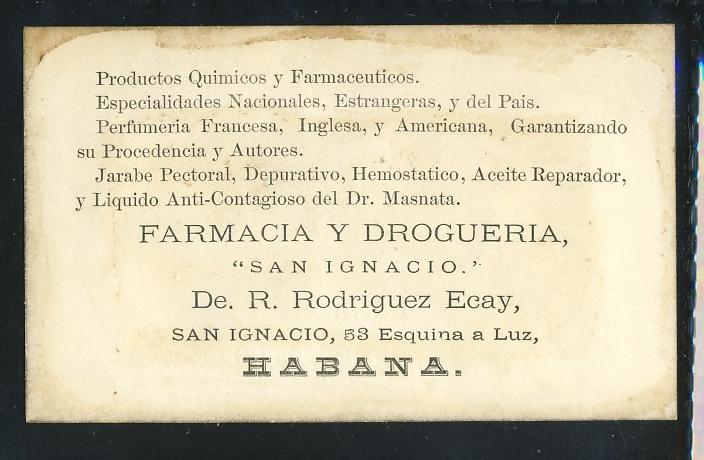 Productos Quimicos y Farmaceuticos.
Especialidades Nacionales, Estrangeras, y del Pais.
Perfumeria Francesa, Inglesa, y Americana, Garantizando
su Procedencia y Autores.
Jarabe Pectoral, Depurativo, Hemostatico, Aceite Reparador,
y Liquido Anti-Contagioso del Dr. Masnata.
FARMACIA Y DROGUERIA,
“SAN IGNACIO.”
De. R. Rodriguez Ecay,
SAN IGNACIO, 53 Esquina a Luz,
HABANA.